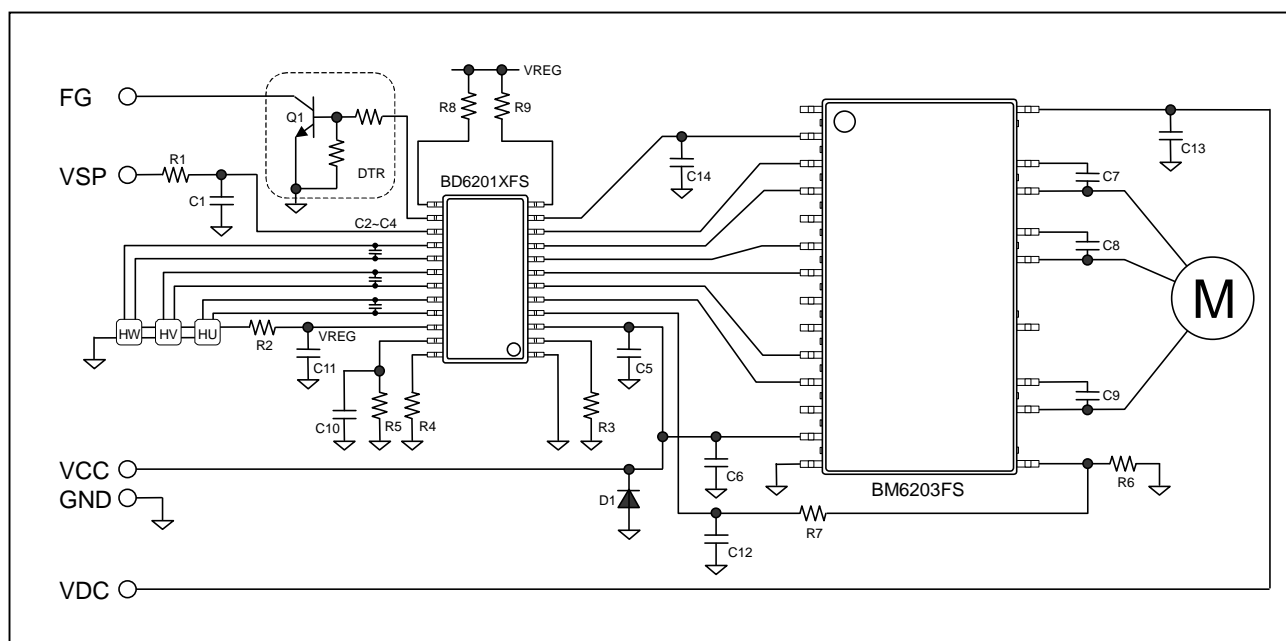 VREG
FG
R8
R9
Q1
C14
C13
R1
DTR
VSP
C7
BD6201XFS
C1
C2~C4
C8
M
HW
HV
HU
VREG
R2
C11
C5
C9
C10
R5
R4
R3
VCC
C6
R6
BM6203FS
GND
D1
R7
C12
VDC